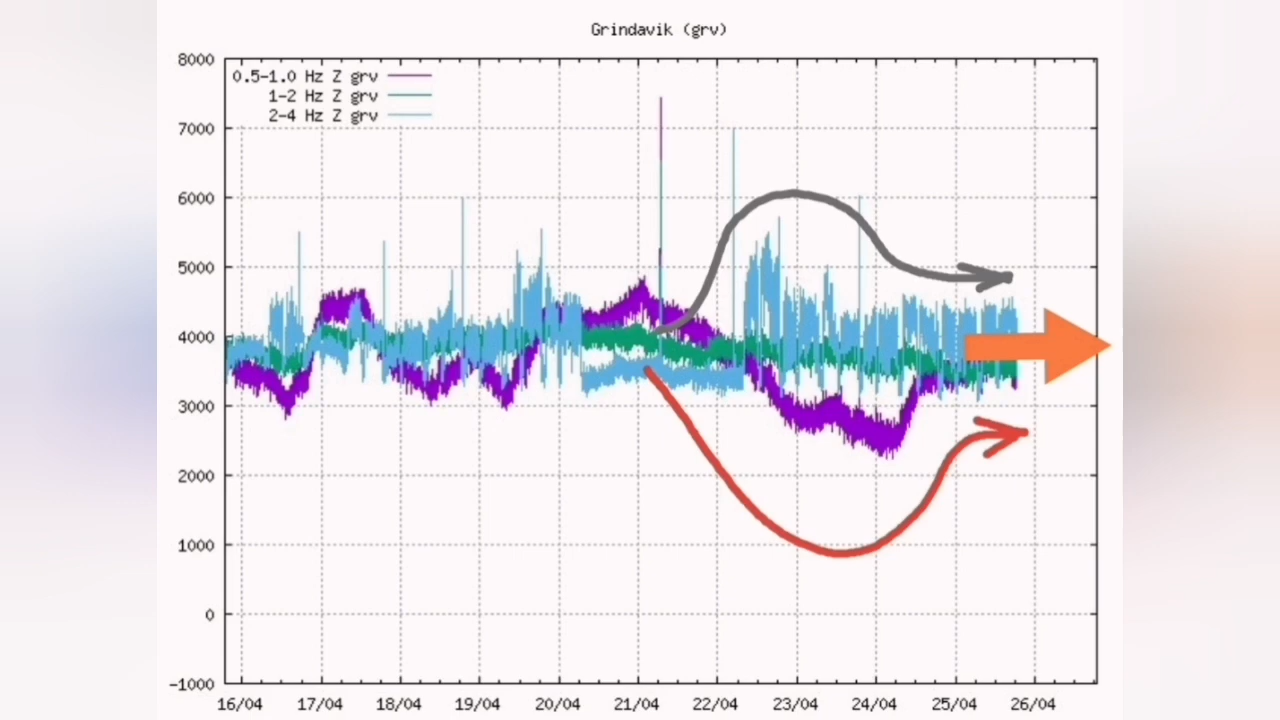 Grindavik (grv)
8000
0.5-1.0 Hz Z grv
1-2 Hz Z grv
2-4 Hz Z grv
7000
6000
5000
4000
3000
2000
1000
0
-1000
16/04 17/04 18/04 19/04 20/04 21/04 22/04 23/04 24/04 25/04 26/04